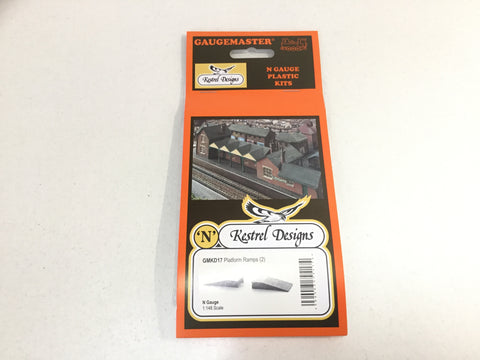 GAUGEMASTER®
Kestrel Designs
N GAUGE
PLASTIC
KITS
'N'
Kestrel Designs
GMKD17 Platform Ramps (2)
N Gauge
1:148 Scale